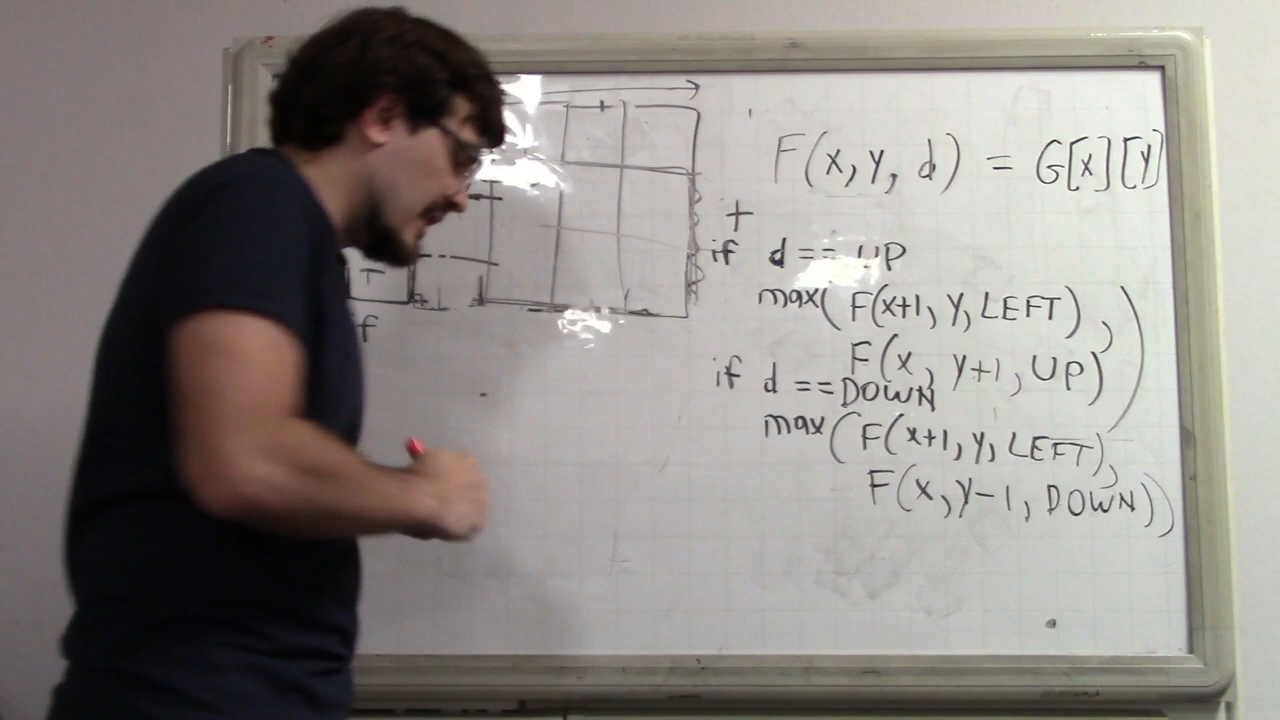 F(x, y, d) = G[x][y]
+
if d == UP
max( F(x+1, y, LEFT),
F(x, y+1, UP) )
if d == DOWN
max( F(x+1, y, LEFT),
F(x, y-1, DOWN) )
if